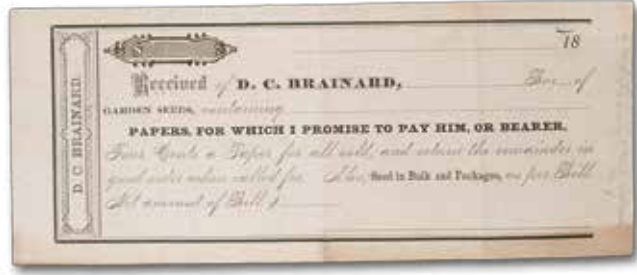 $
18
D. C. BRAINARD.
Received of D. C. BRAINARD, Box of
GARDEN SEEDS, containing
PAPERS, FOR WHICH I PROMISE TO PAY HIM, OR BEARER,
Four Cents a Paper for all sold, and return the remainder in
good order when called for. Also, Seed in Bulk and Packages, as per Bill
Net amount of Bill $